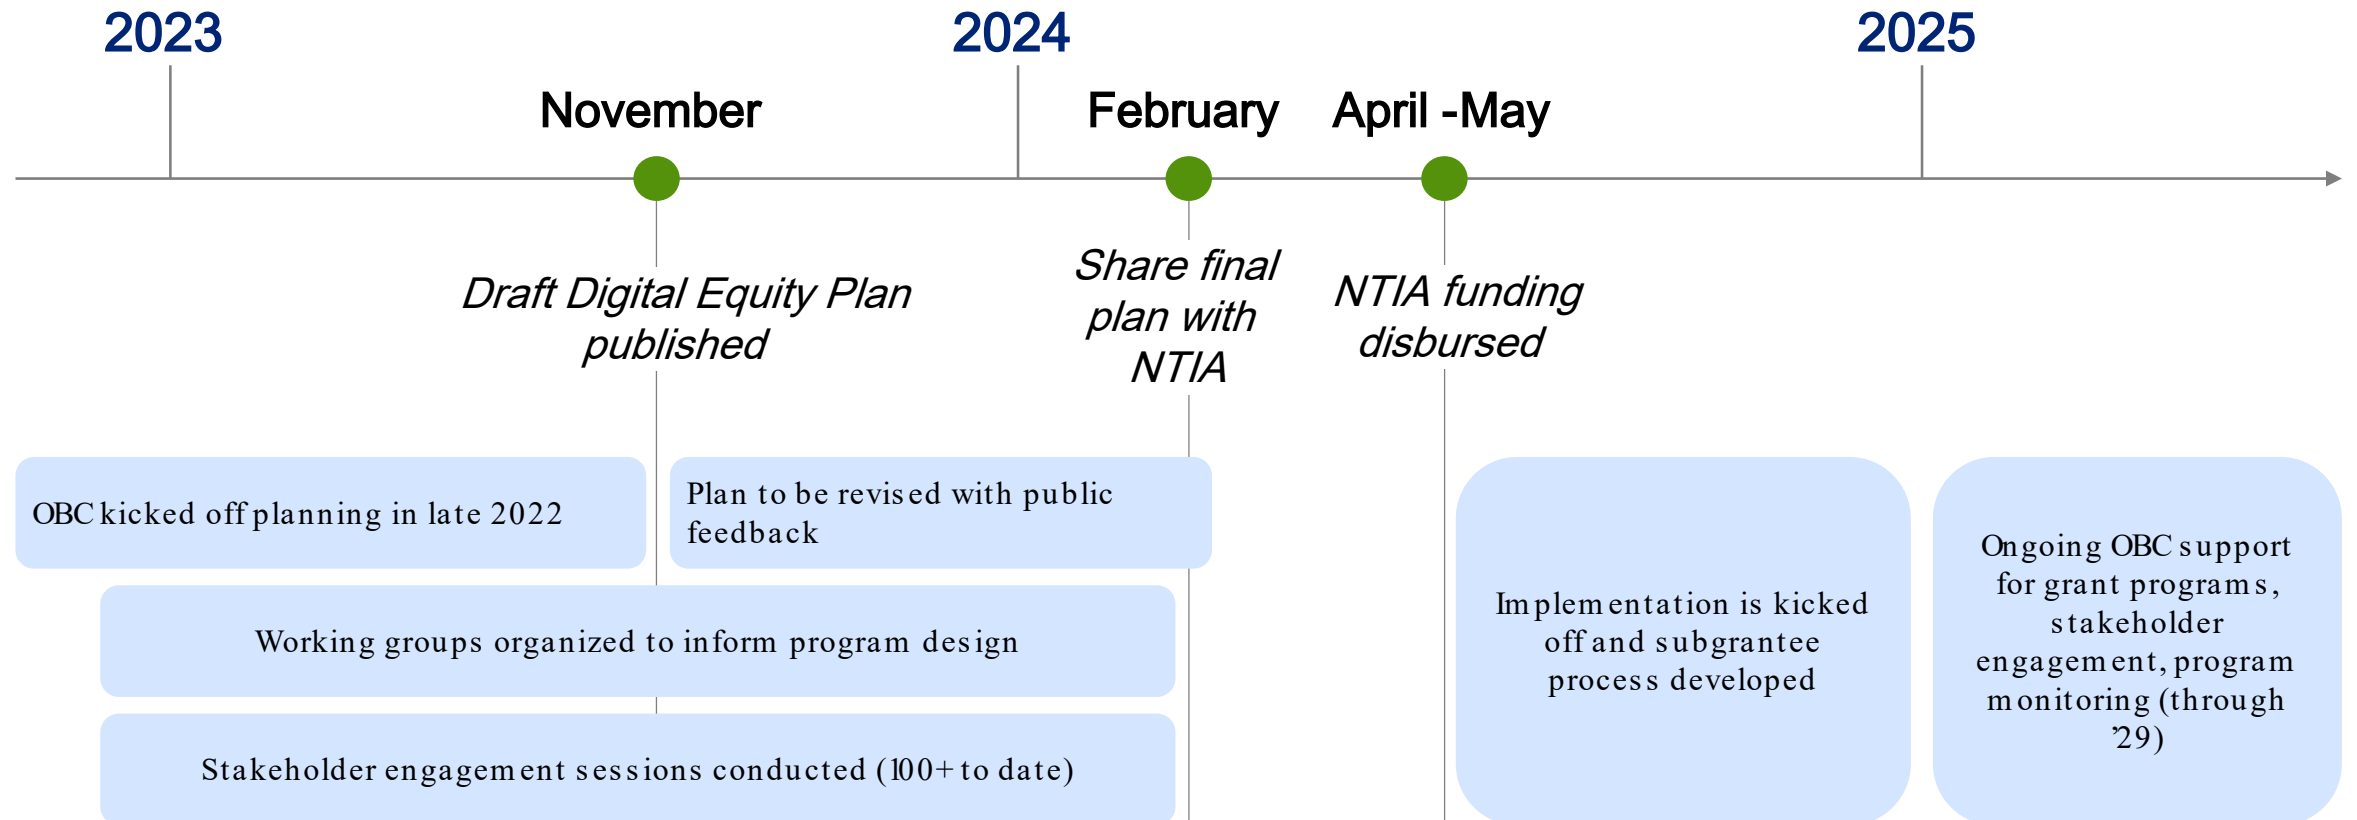 2023
2024
2025
November
February
April -May
Draft Digital Equity Plan
published
Share final
plan with
NTIA
NTIA funding
disbursed
OBC kicked off planning in late 2022
Plan to be revised with public
feedback
Working groups organized to inform program design
Stakeholder engagement sessions conducted (100+ to date)
Implementation is kicked
off and subgrantee
process developed
Ongoing OBC support
for grant programs,
stakeholder
engagement, program
monitoring (through
’29)